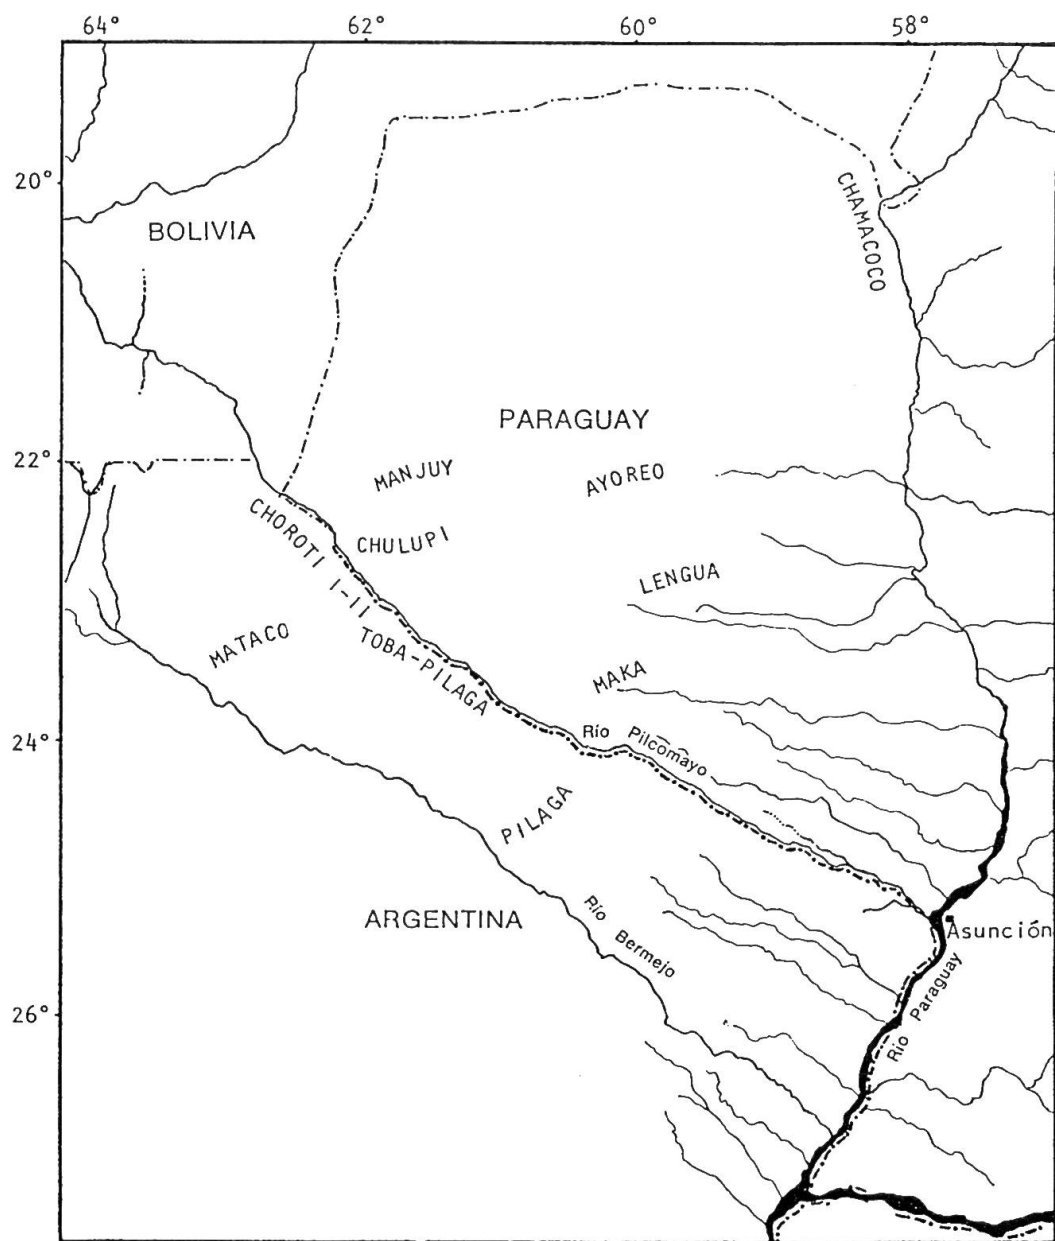 64°
62°
60°
58°
20°
CHAMACOCO
BOLIVIA
PARAGUAY
22°
MANJUY
AYOREO
CHOROTI I-II
CHULUPI
LENGUA
MATACO
TOBA-PILAGA
MAKA
24°
Río Pilcomayo
PILAGA
ARGENTINA
Río Bermejo
Asunción
26°
Río Paraguay